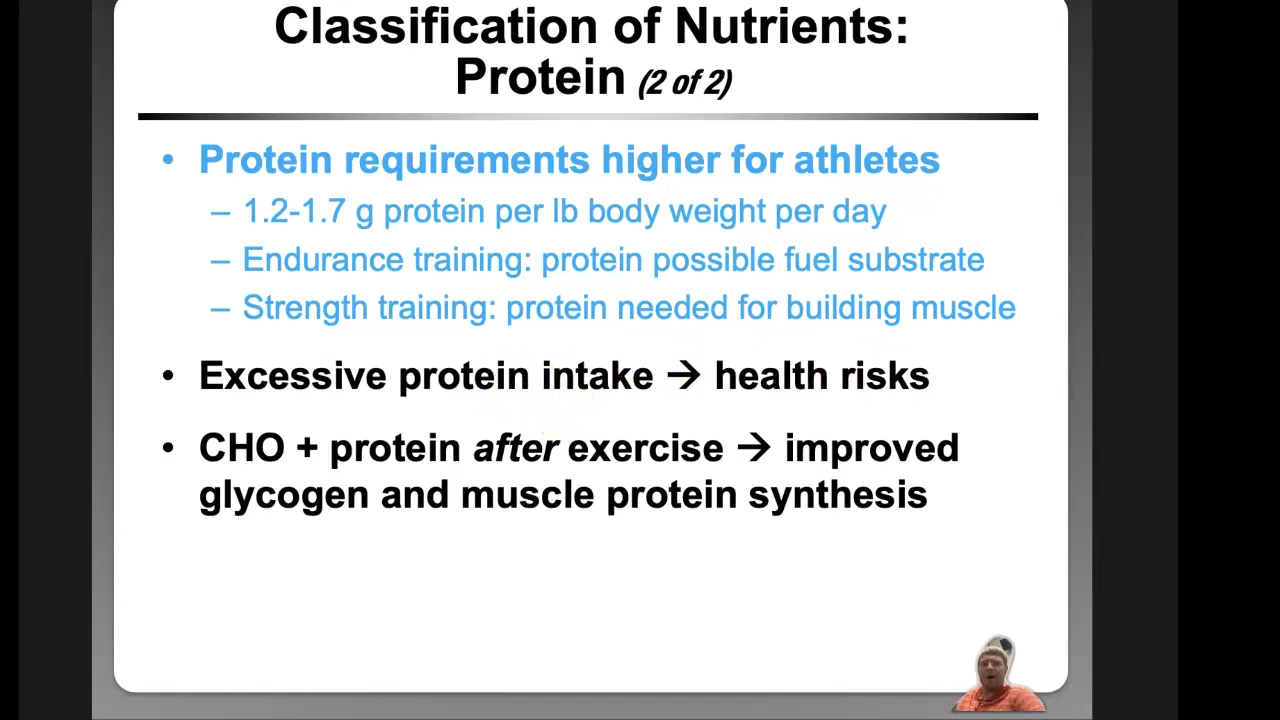 Classification of Nutrients:
Protein (2 of 2)
• Protein requirements higher for athletes
– 1.2-1.7 g protein per lb body weight per day
– Endurance training: protein possible fuel substrate
– Strength training: protein needed for building muscle
• Excessive protein intake → health risks
• CHO + protein after exercise → improved
glycogen and muscle protein synthesis